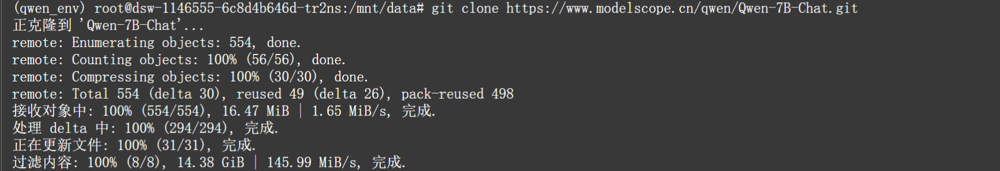 (qwen_env) root@dsw-1146555-6c8d4b646d-tr2ns:/mnt/data# git clone https://www.modelscope.cn/qwen/Qwen-7B-Chat.git
正克隆到 'Qwen-7B-Chat'...
remote: Enumerating objects: 554, done.
remote: Counting objects: 100% (56/56), done.
remote: Compressing objects: 100% (30/30), done.
remote: Total 554 (delta 30), reused 49 (delta 26), pack-reused 498
接收对象中: 100% (554/554), 16.47 MiB | 1.65 MiB/s, 完成.
处理 delta 中: 100% (294/294), 完成.
正在更新文件: 100% (31/31), 完成.
过滤内容: 100% (8/8), 14.38 GiB | 145.99 MiB/s, 完成.